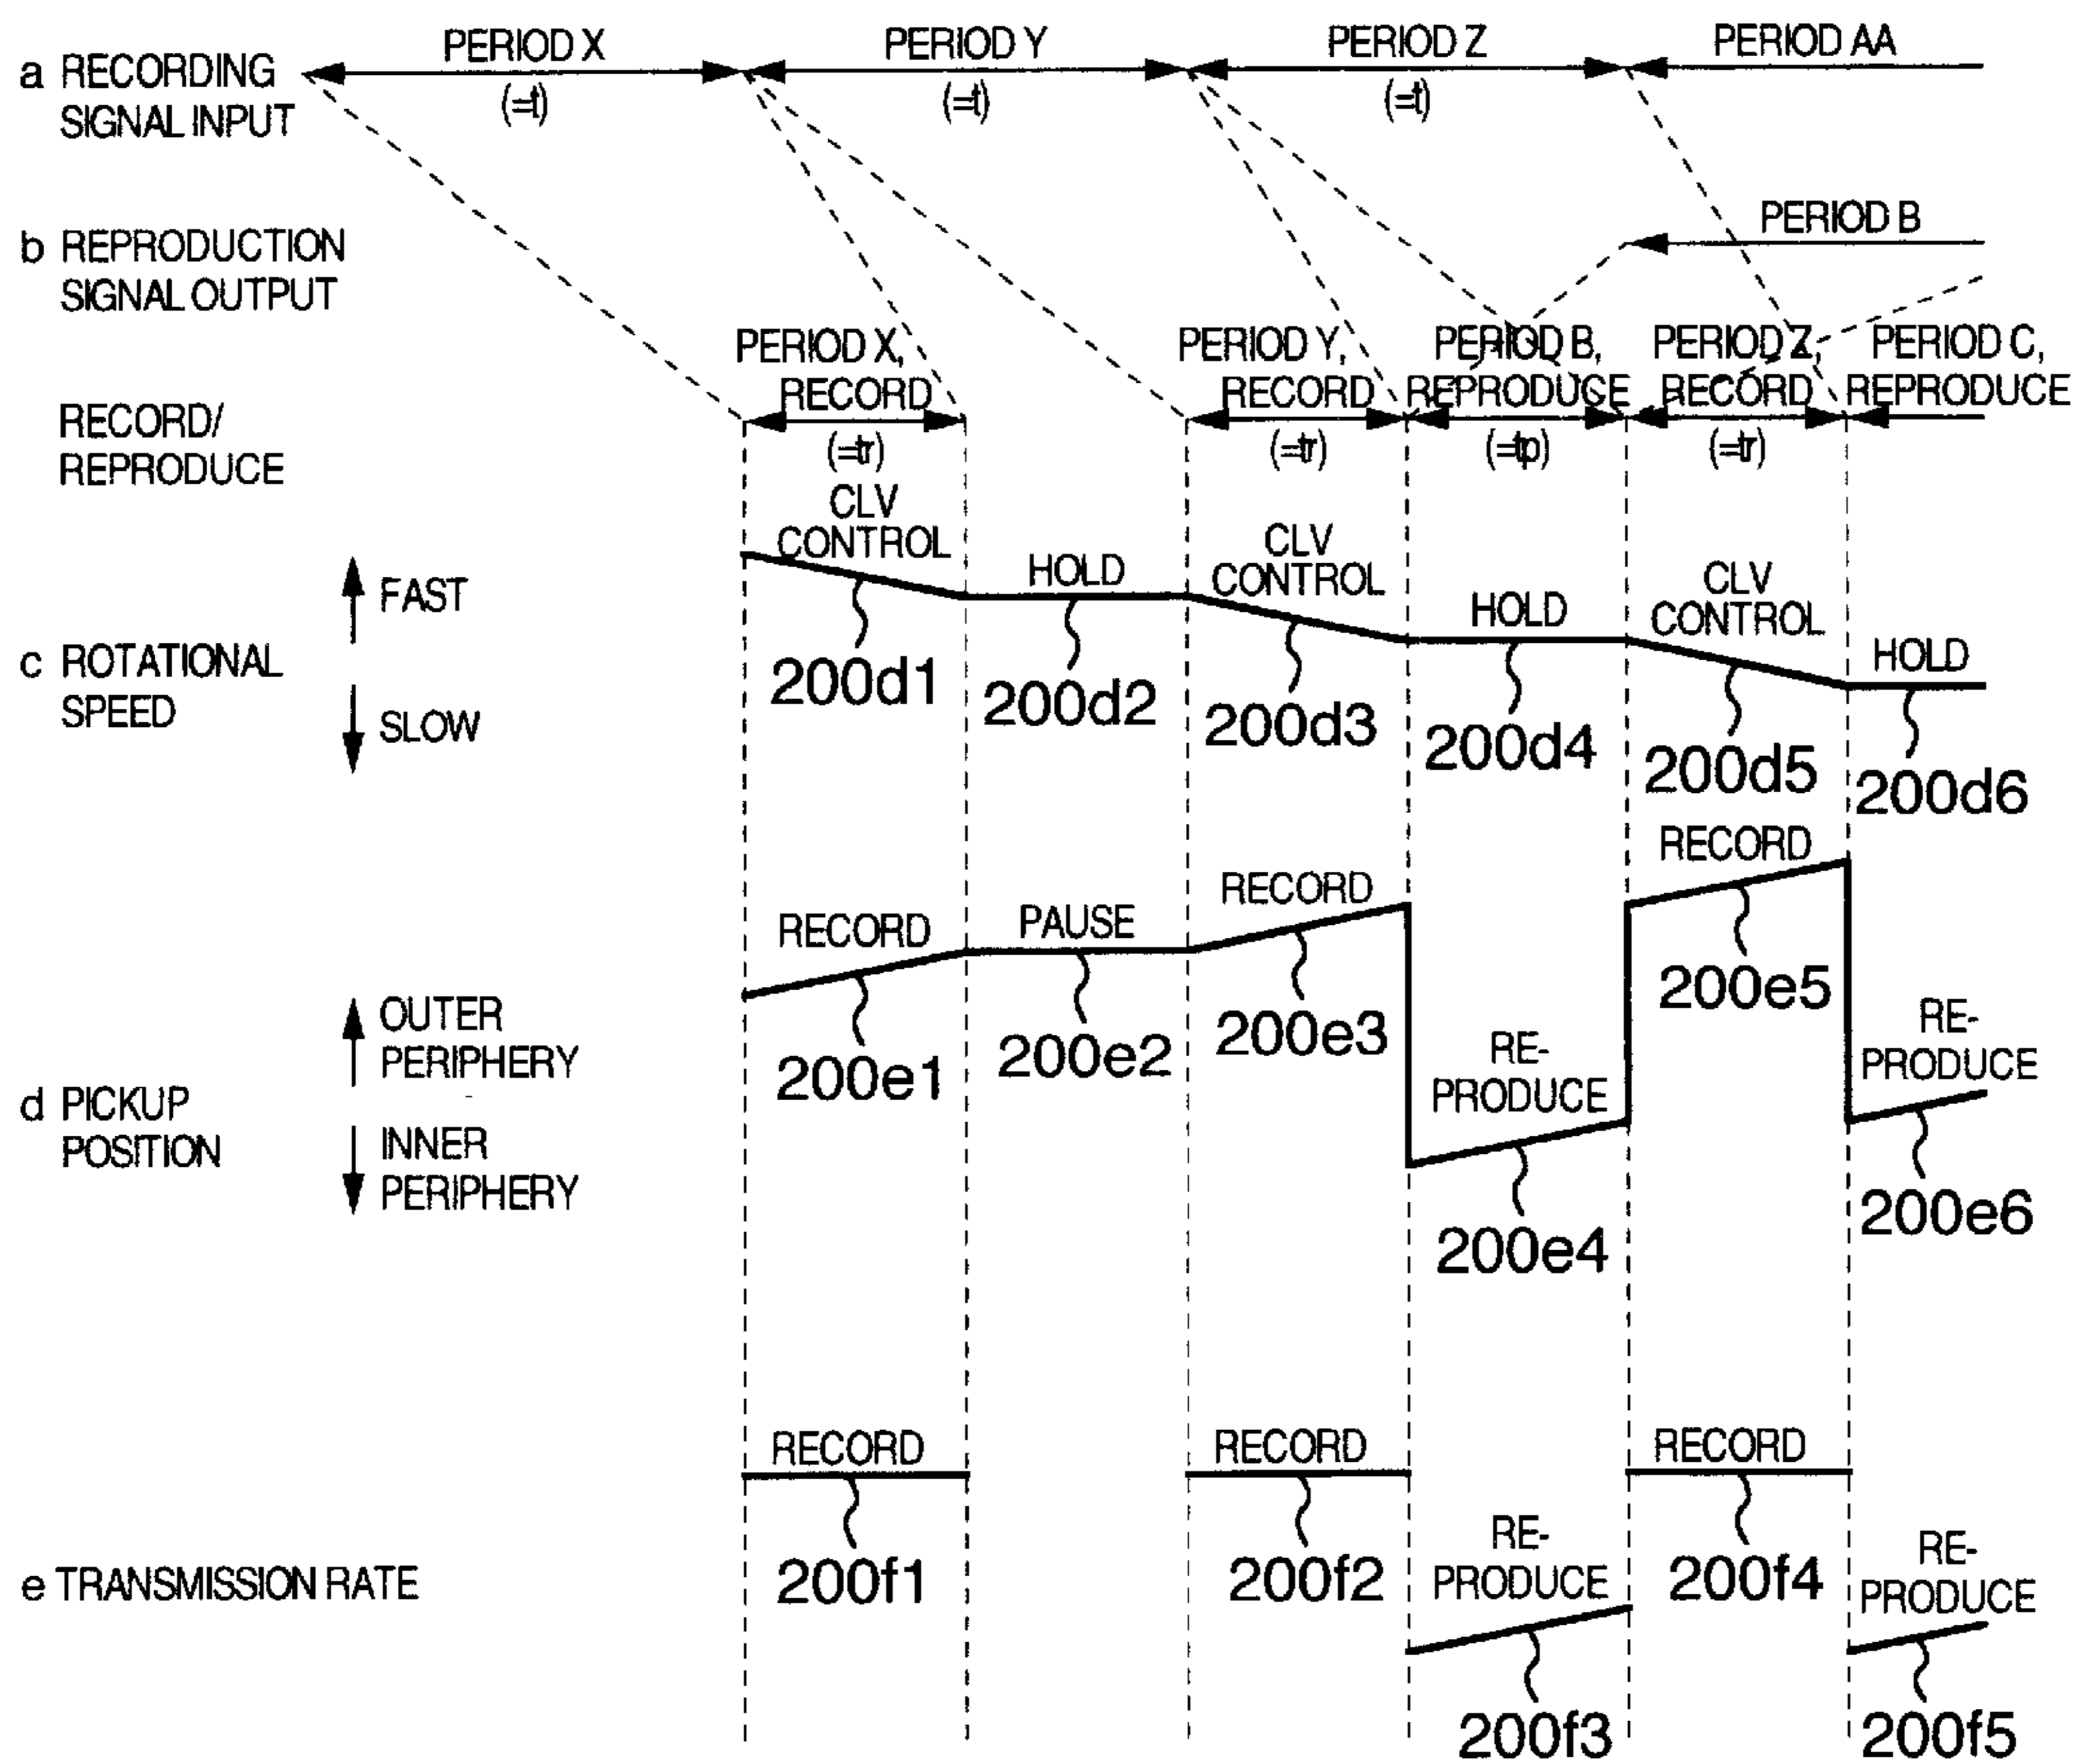 PERIOD X
PERIOD Y
PERIOD Z
PERIOD AA
a RECORDING
SIGNAL INPUT
(=t)
(=t)
(=t)
PERIOD B
b REPRODUCTION
SIGNAL OUTPUT
PERIOD X,
RECORD
(=tr)
PERIOD Y,
RECORD
(=tr)
PERIOD B,
REPRODUCE
(=tp)
PERIOD Z,
RECORD
(=tr)
PERIOD C,
REPRODUCE
RECORD/
REPRODUCE
CLV
CONTROL
HOLD
CLV
CONTROL
HOLD
CLV
CONTROL
HOLD
FAST
c ROTATIONAL
SPEED
SLOW
200d1
200d2
200d3
200d4
200d5
200d6
RECORD
PAUSE
RECORD
RE-
PRODUCE
RECORD
RE-
PRODUCE
OUTER
PERIPHERY
d PICKUP
POSITION
INNER
PERIPHERY
200e1
200e2
200e3
200e4
200e5
200e6
RECORD
RECORD
RE-
PRODUCE
RECORD
RE-
PRODUCE
e TRANSMISSION RATE
200f1
200f2
200f3
200f4
200f5